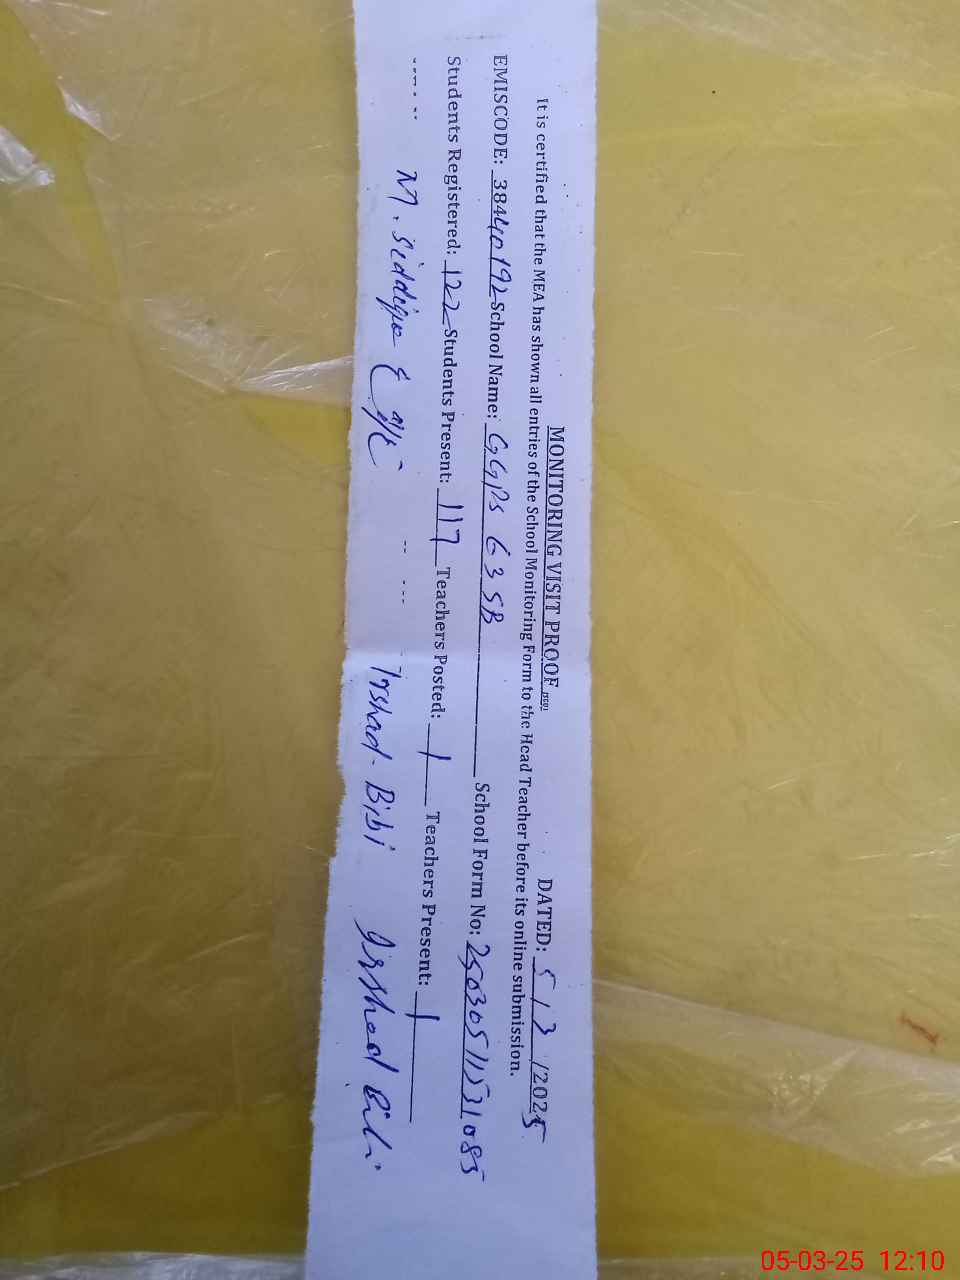 MONITORING VISIT PROOF
DATED: 5/3/2025
It is certified that the MEA has shown all entries of the School Monitoring Form to the Head Teacher before its online submission.
EMISCODE: 38440192 School Name: GGPS 63 SB School Form No: 250305111531085
Students Registered: 122 Students Present: 117 Teachers Posted: 1 Teachers Present: 1
M. Siddique Irshad Bibi Irshad Bibi
05-03-25 12:10